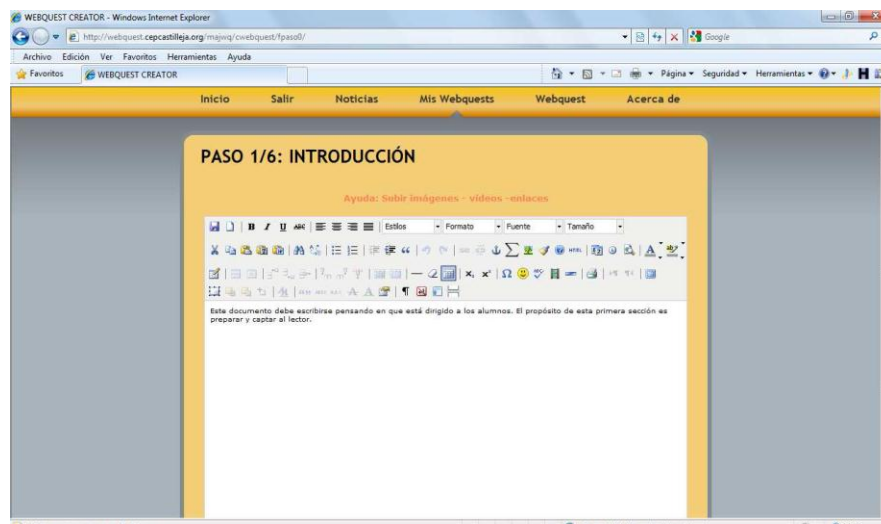 WEBQUEST CREATOR - Windows Internet Explorer
http://webquest.cepcastilleja.org/majwq/cwebquest/fpaso0/
Google
Archivo Edición Ver Favoritos Herramientas Ayuda
Favoritos WEBQUEST CREATOR Página Seguridad Herramientas
Inicio Salir Noticias Mis Webquests Webquest Acerca de
PASO 1/6: INTRODUCCIÓN
Ayuda: Subir imágenes - vídeos -enlaces
B I U ABC Estilos Formato Fuente Tamaño
HTML
Este documento debe escribirse pensando en que está dirigido a los alumnos. El propósito de esta primera sección es
preparar y captar al lector.